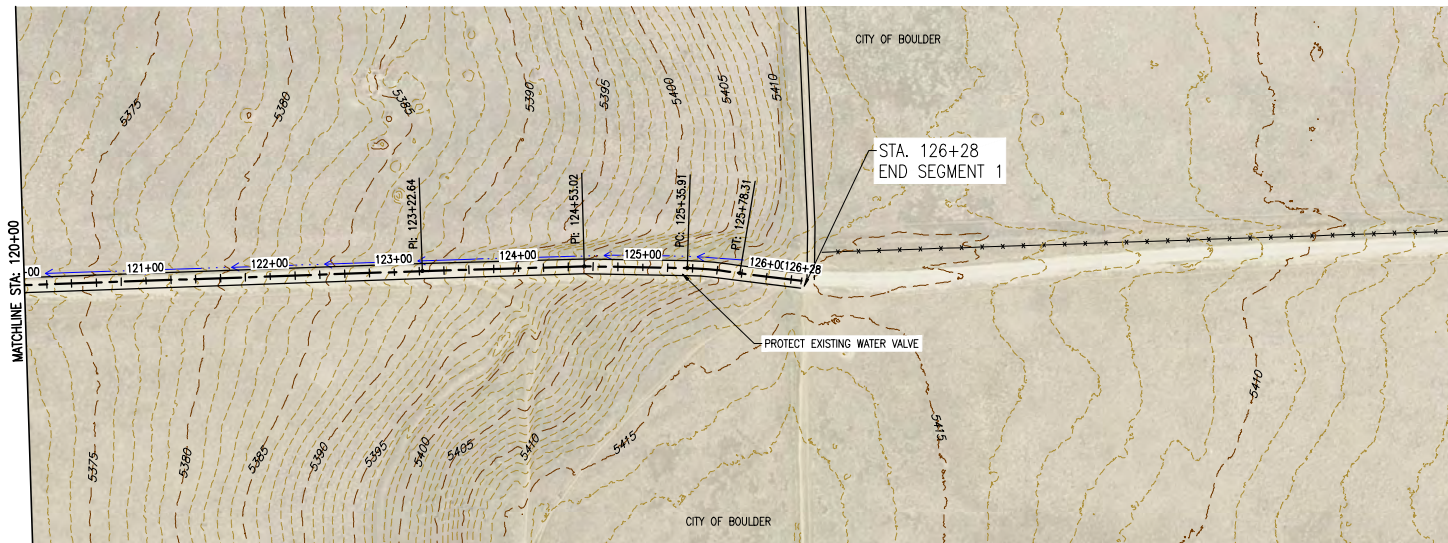 CITY OF BOULDER
5375
5380
5385
5390
5395
5400
5405
5410
STA. 126+28
END SEGMENT 1
MATCHLINE STA: 120+00
PI: 123+22.64
PI: 124+53.02
PC: 125+35.91
PT: 125+78.31
121+00
122+00
123+00
124+00
125+00
126+00
126+28
PROTECT EXISTING WATER VALVE
5375
5380
5385
5390
5395
5400
5405
5410
5415
5415
5410
CITY OF BOULDER